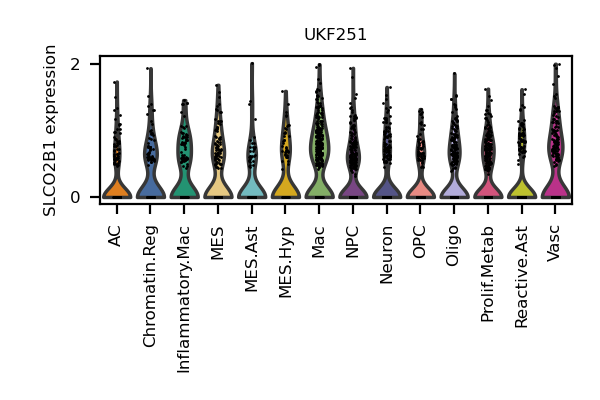 UKF251
SLCO2B1 expression
2
0
AC
Chromatin.Reg
Inflammatory.Mac
MES
MES.Ast
MES.Hyp
Mac
NPC
Neuron
OPC
Oligo
Prolif.Metab
Reactive.Ast
Vasc